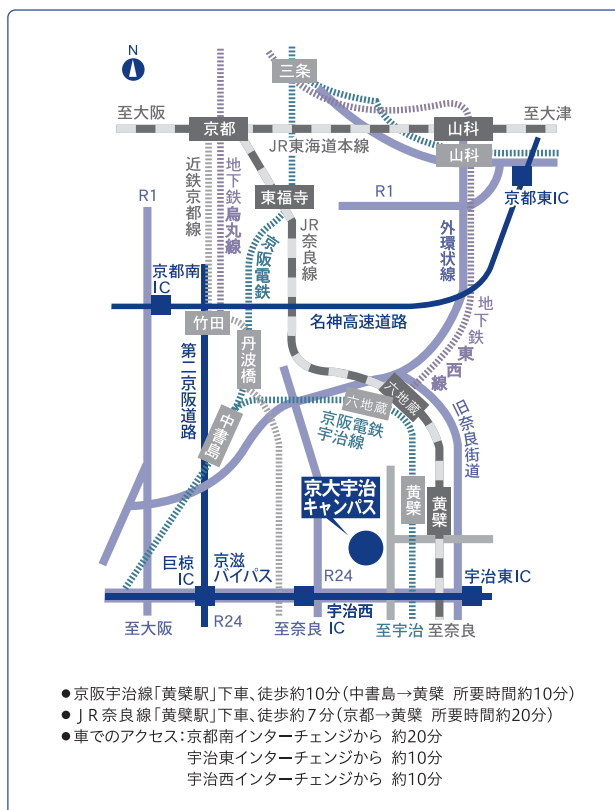 N
三条
至大阪
京都
山科
至大津
JR東海道本線
山科
近鉄京都線
地下鉄烏丸線
東福寺
R1
R1
京都東IC
JR奈良線
外環状線
京阪電鉄
京都南
IC
名神高速道路
地下鉄東西線
竹田
丹波橋
第二京阪道路
六地蔵
六地蔵
中書島
京阪電鉄
宇治線
旧奈良街道
京大宇治
キャンパス
黄檗
黄檗
巨椋
IC
京滋
バイパス
R24
宇治東IC
至大阪
R24
至奈良
宇治西
IC
至宇治
至奈良
●京阪宇治線「黄檗駅」下車、徒歩約10分(中書島→黄檗 所要時間約10分)
●JR奈良線「黄檗駅」下車、徒歩約7分(京都→黄檗 所要時間約20分)
●車でのアクセス:京都南インターチェンジから 約20分
宇治東インターチェンジから 約10分
宇治西インターチェンジから 約10分